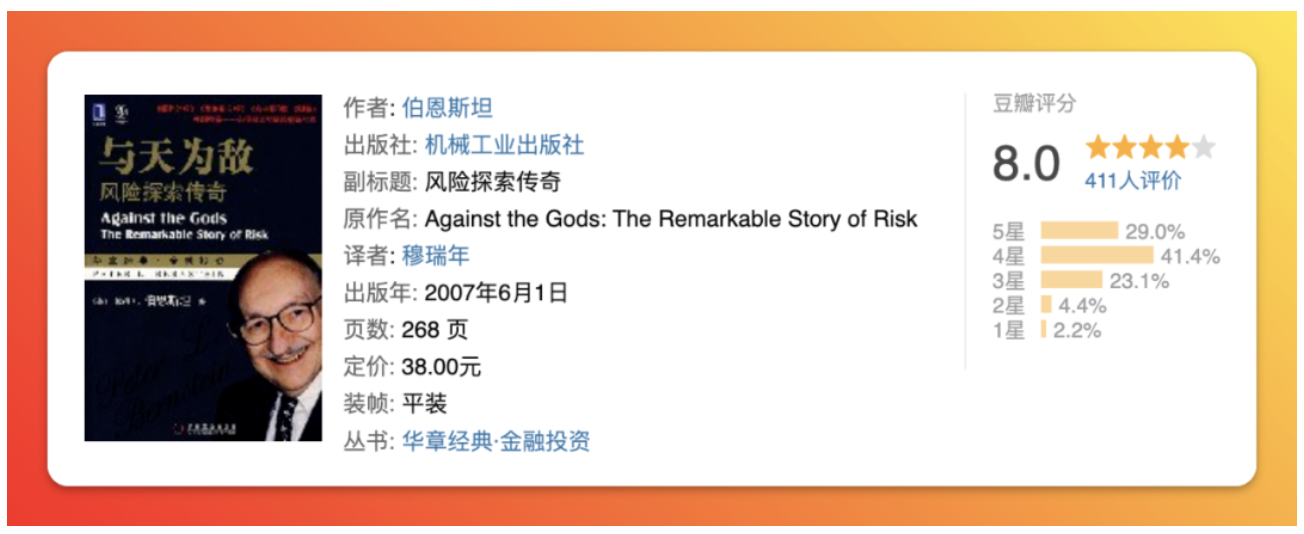 与天为敌
风险探索传奇
Against the Gods
The Remarkable Story of Risk
华章经典·金融投资
PETER L. BERNSTEIN
作者: 伯恩斯坦
出版社: 机械工业出版社
副标题: 风险探索传奇
原作名: Against the Gods: The Remarkable Story of Risk
译者: 穆瑞年
出版年: 2007年6月1日
页数: 268 页
定价: 38.00元
装帧: 平装
丛书: 华章经典·金融投资
豆瓣评分
8.0
411人评价
5星 29.0%
4星 41.4%
3星 23.1%
2星 4.4%
1星 2.2%